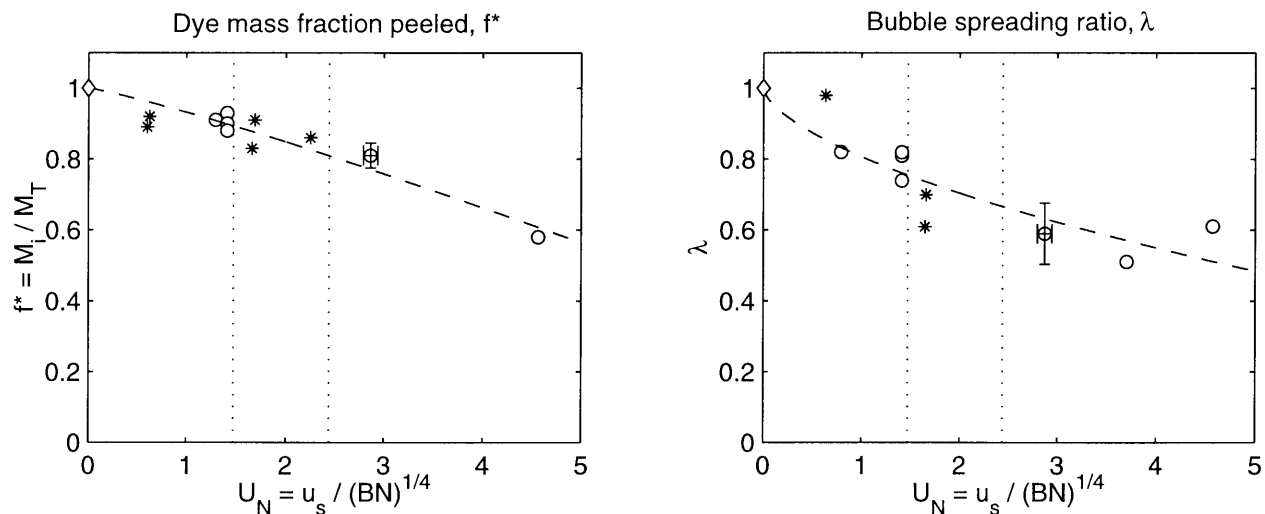 Dye mass fraction peeled, f*
1
0.8
0.6
0.4
0.2
0
f* = M_i / M_T
0 1 2 3 4 5
U_N = u_s / (BN)^1/4
Bubble spreading ratio, λ
1
0.8
0.6
0.4
0.2
0
λ
0 1 2 3 4 5
U_N = u_s / (BN)^1/4